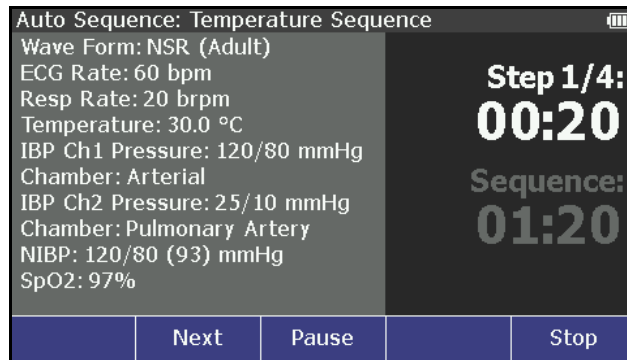 Auto Sequence: Temperature Sequence
Wave Form: NSR (Adult)
ECG Rate: 60 bpm
Resp Rate: 20 brpm
Temperature: 30.0 °C
IBP Ch1 Pressure: 120/80 mmHg
Chamber: Arterial
IBP Ch2 Pressure: 25/10 mmHg
Chamber: Pulmonary Artery
NIBP: 120/80 (93) mmHg
SpO2: 97%
Step 1/4:
00:20
Sequence:
01:20
Next Pause Stop